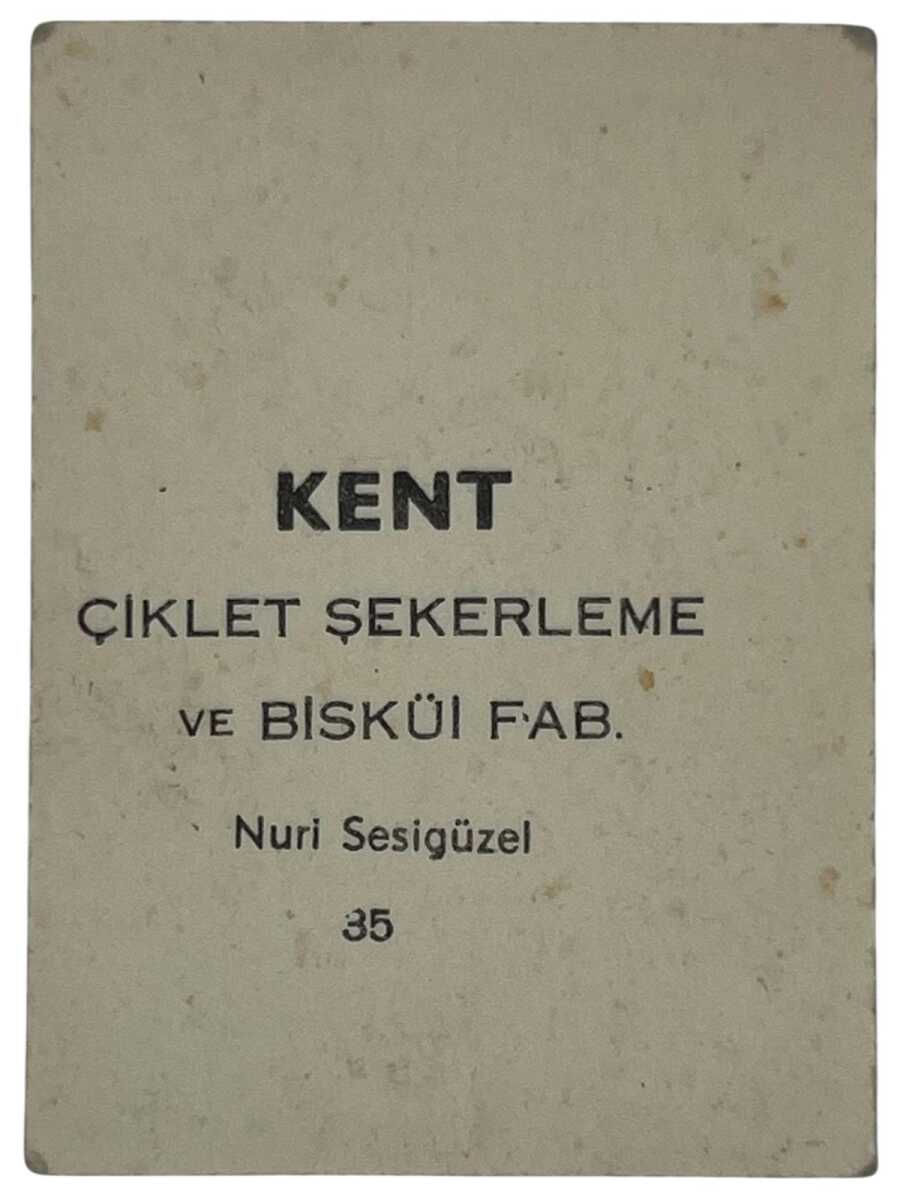 KENT
ÇİKLET ŞEKERLEME
VE BİSKÜİ FAB.
Nuri Sesigüzel
35